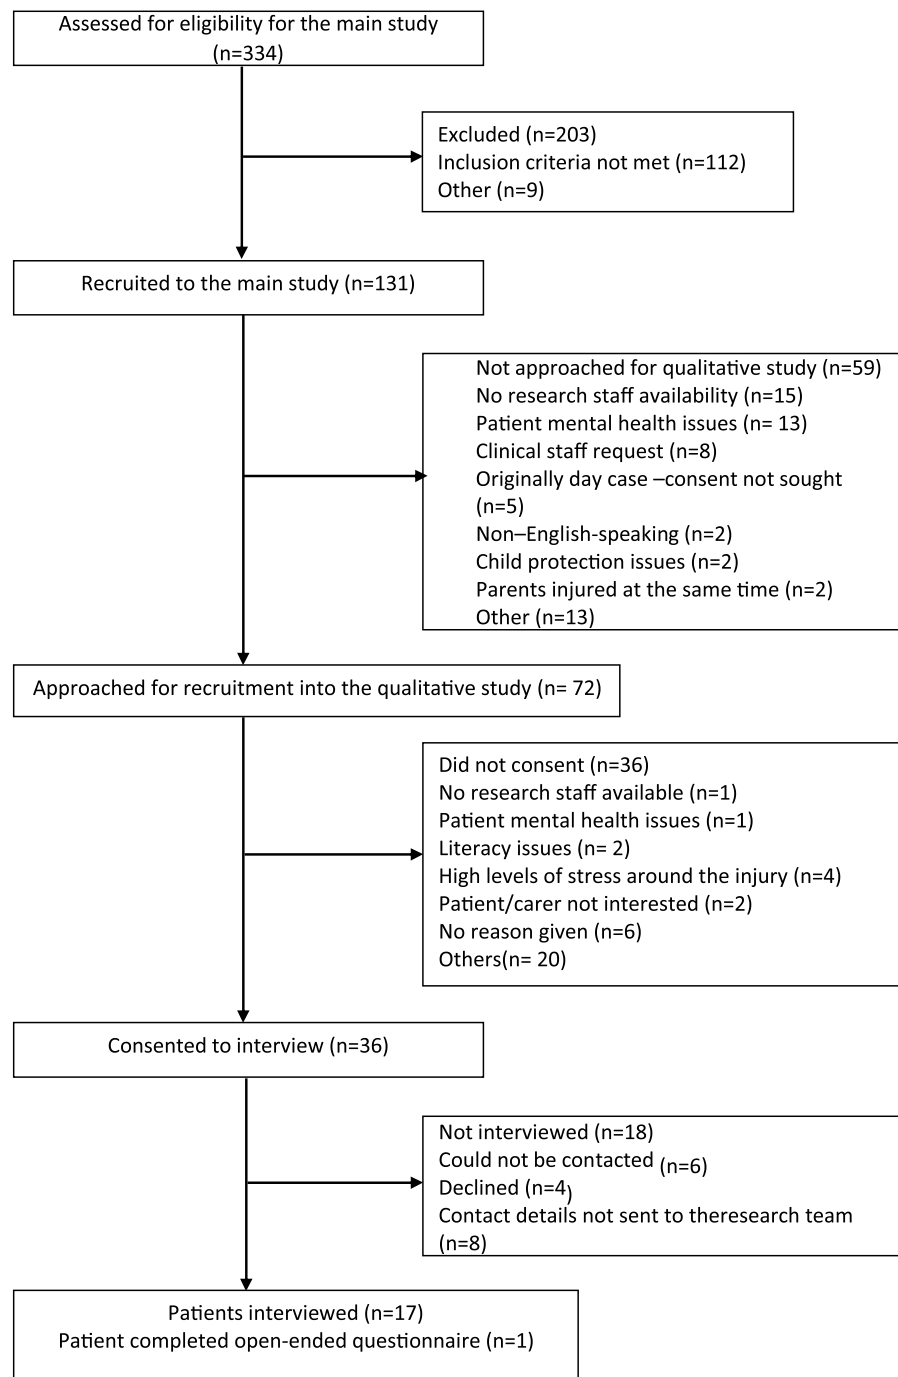 Assessed for eligibility for the main study
(n=334)
Excluded (n=203)
Inclusion criteria not met (n=112)
Other (n=9)
Recruited to the main study (n=131)
Not approached for qualitative study (n=59)
No research staff availability (n=15)
Patient mental health issues (n= 13)
Clinical staff request (n=8)
Originally day case –consent not sought
(n=5)
Non–English-speaking (n=2)
Child protection issues (n=2)
Parents injured at the same time (n=2)
Other (n=13)
Approached for recruitment into the qualitative study (n= 72)
Did not consent (n=36)
No research staff available (n=1)
Patient mental health issues (n=1)
Literacy issues (n= 2)
High levels of stress around the injury (n=4)
Patient/carer not interested (n=2)
No reason given (n=6)
Others(n= 20)
Consented to interview (n=36)
Not interviewed (n=18)
Could not be contacted (n=6)
Declined (n=4)
Contact details not sent to theresearch team
(n=8)
Patients interviewed (n=17)
Patient completed open-ended questionnaire (n=1)